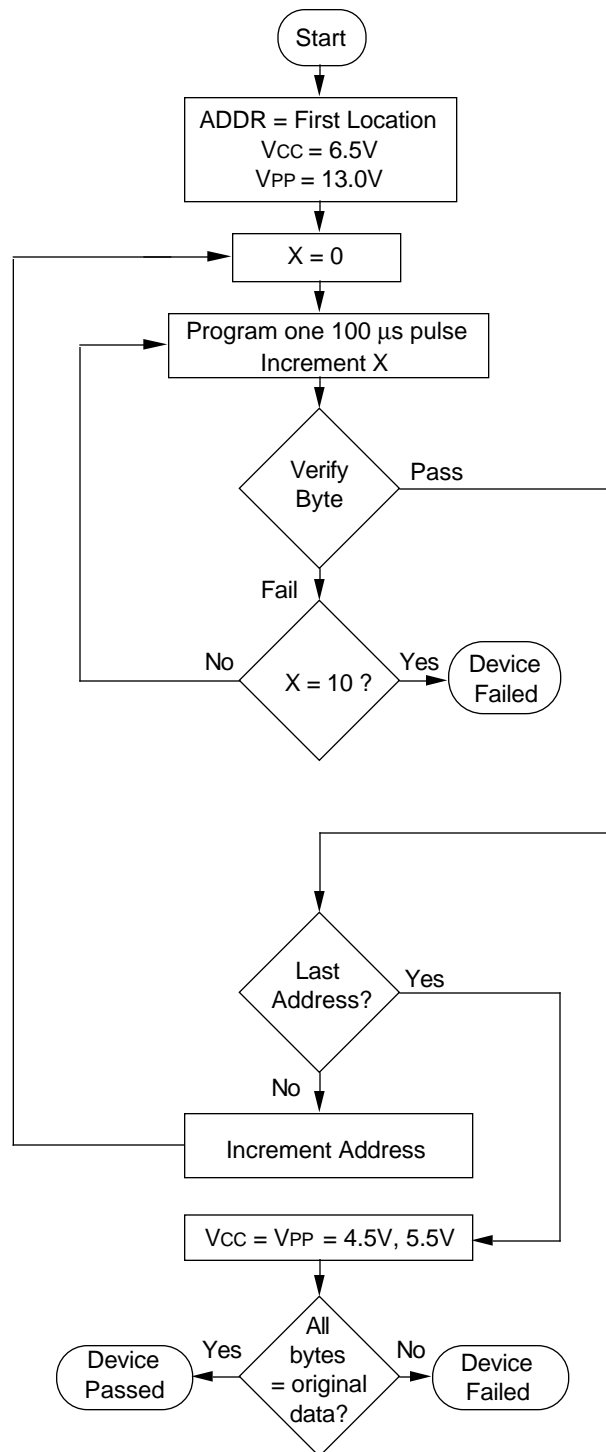 Start
ADDR = First Location
VCC = 6.5V
VPP = 13.0V
X = 0
Program one 100 µs pulse
Increment X
Verify
Byte
Pass
Fail
X = 10 ?
No
Yes
Device
Failed
Last
Address?
Yes
No
Increment Address
VCC = VPP = 4.5V, 5.5V
All
bytes
= original
data?
Yes
No
Device
Passed
Device
Failed